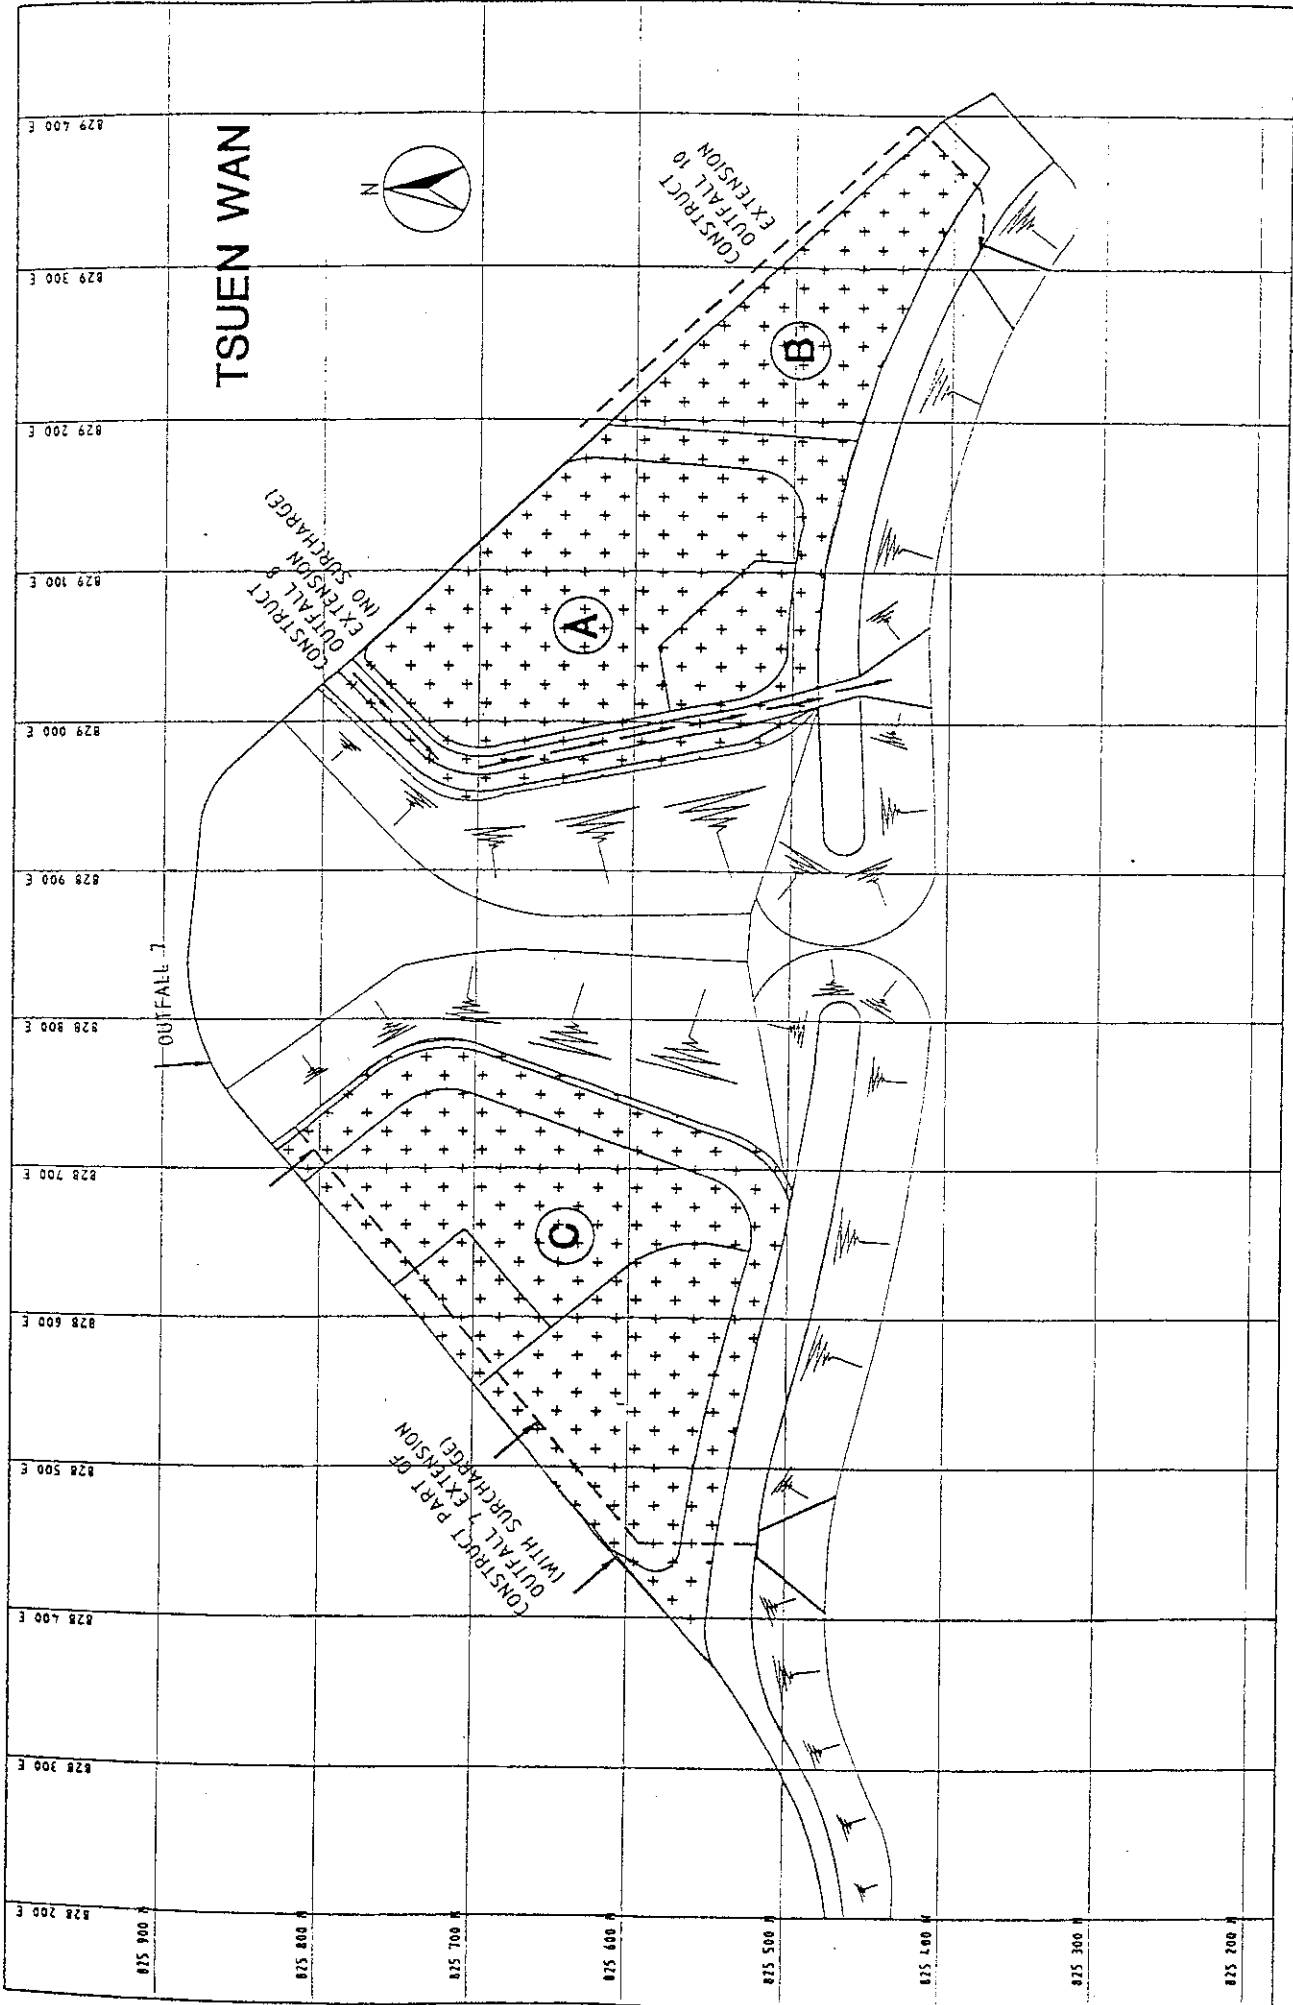 TSUEN WAN
N
829 400 E
829 300 E
829 200 E
829 100 E
829 000 E
828 900 E
828 800 E
828 700 E
828 600 E
828 500 E
828 400 E
828 300 E
828 200 E
825 900 N
825 800 N
825 700 N
825 600 N
825 500 N
825 400 N
825 300 N
825 200 N
OUTFALL 7
CONSTRUCT PART OF
OUTFALL 7 EXTENSION
(WITH SURCHARGE)
CONSTRUCT
OUTFALL 8
EXTENSION
(NO SURCHARGE)
CONSTRUCT
OUTFALL 10
EXTENSION
C
A
B